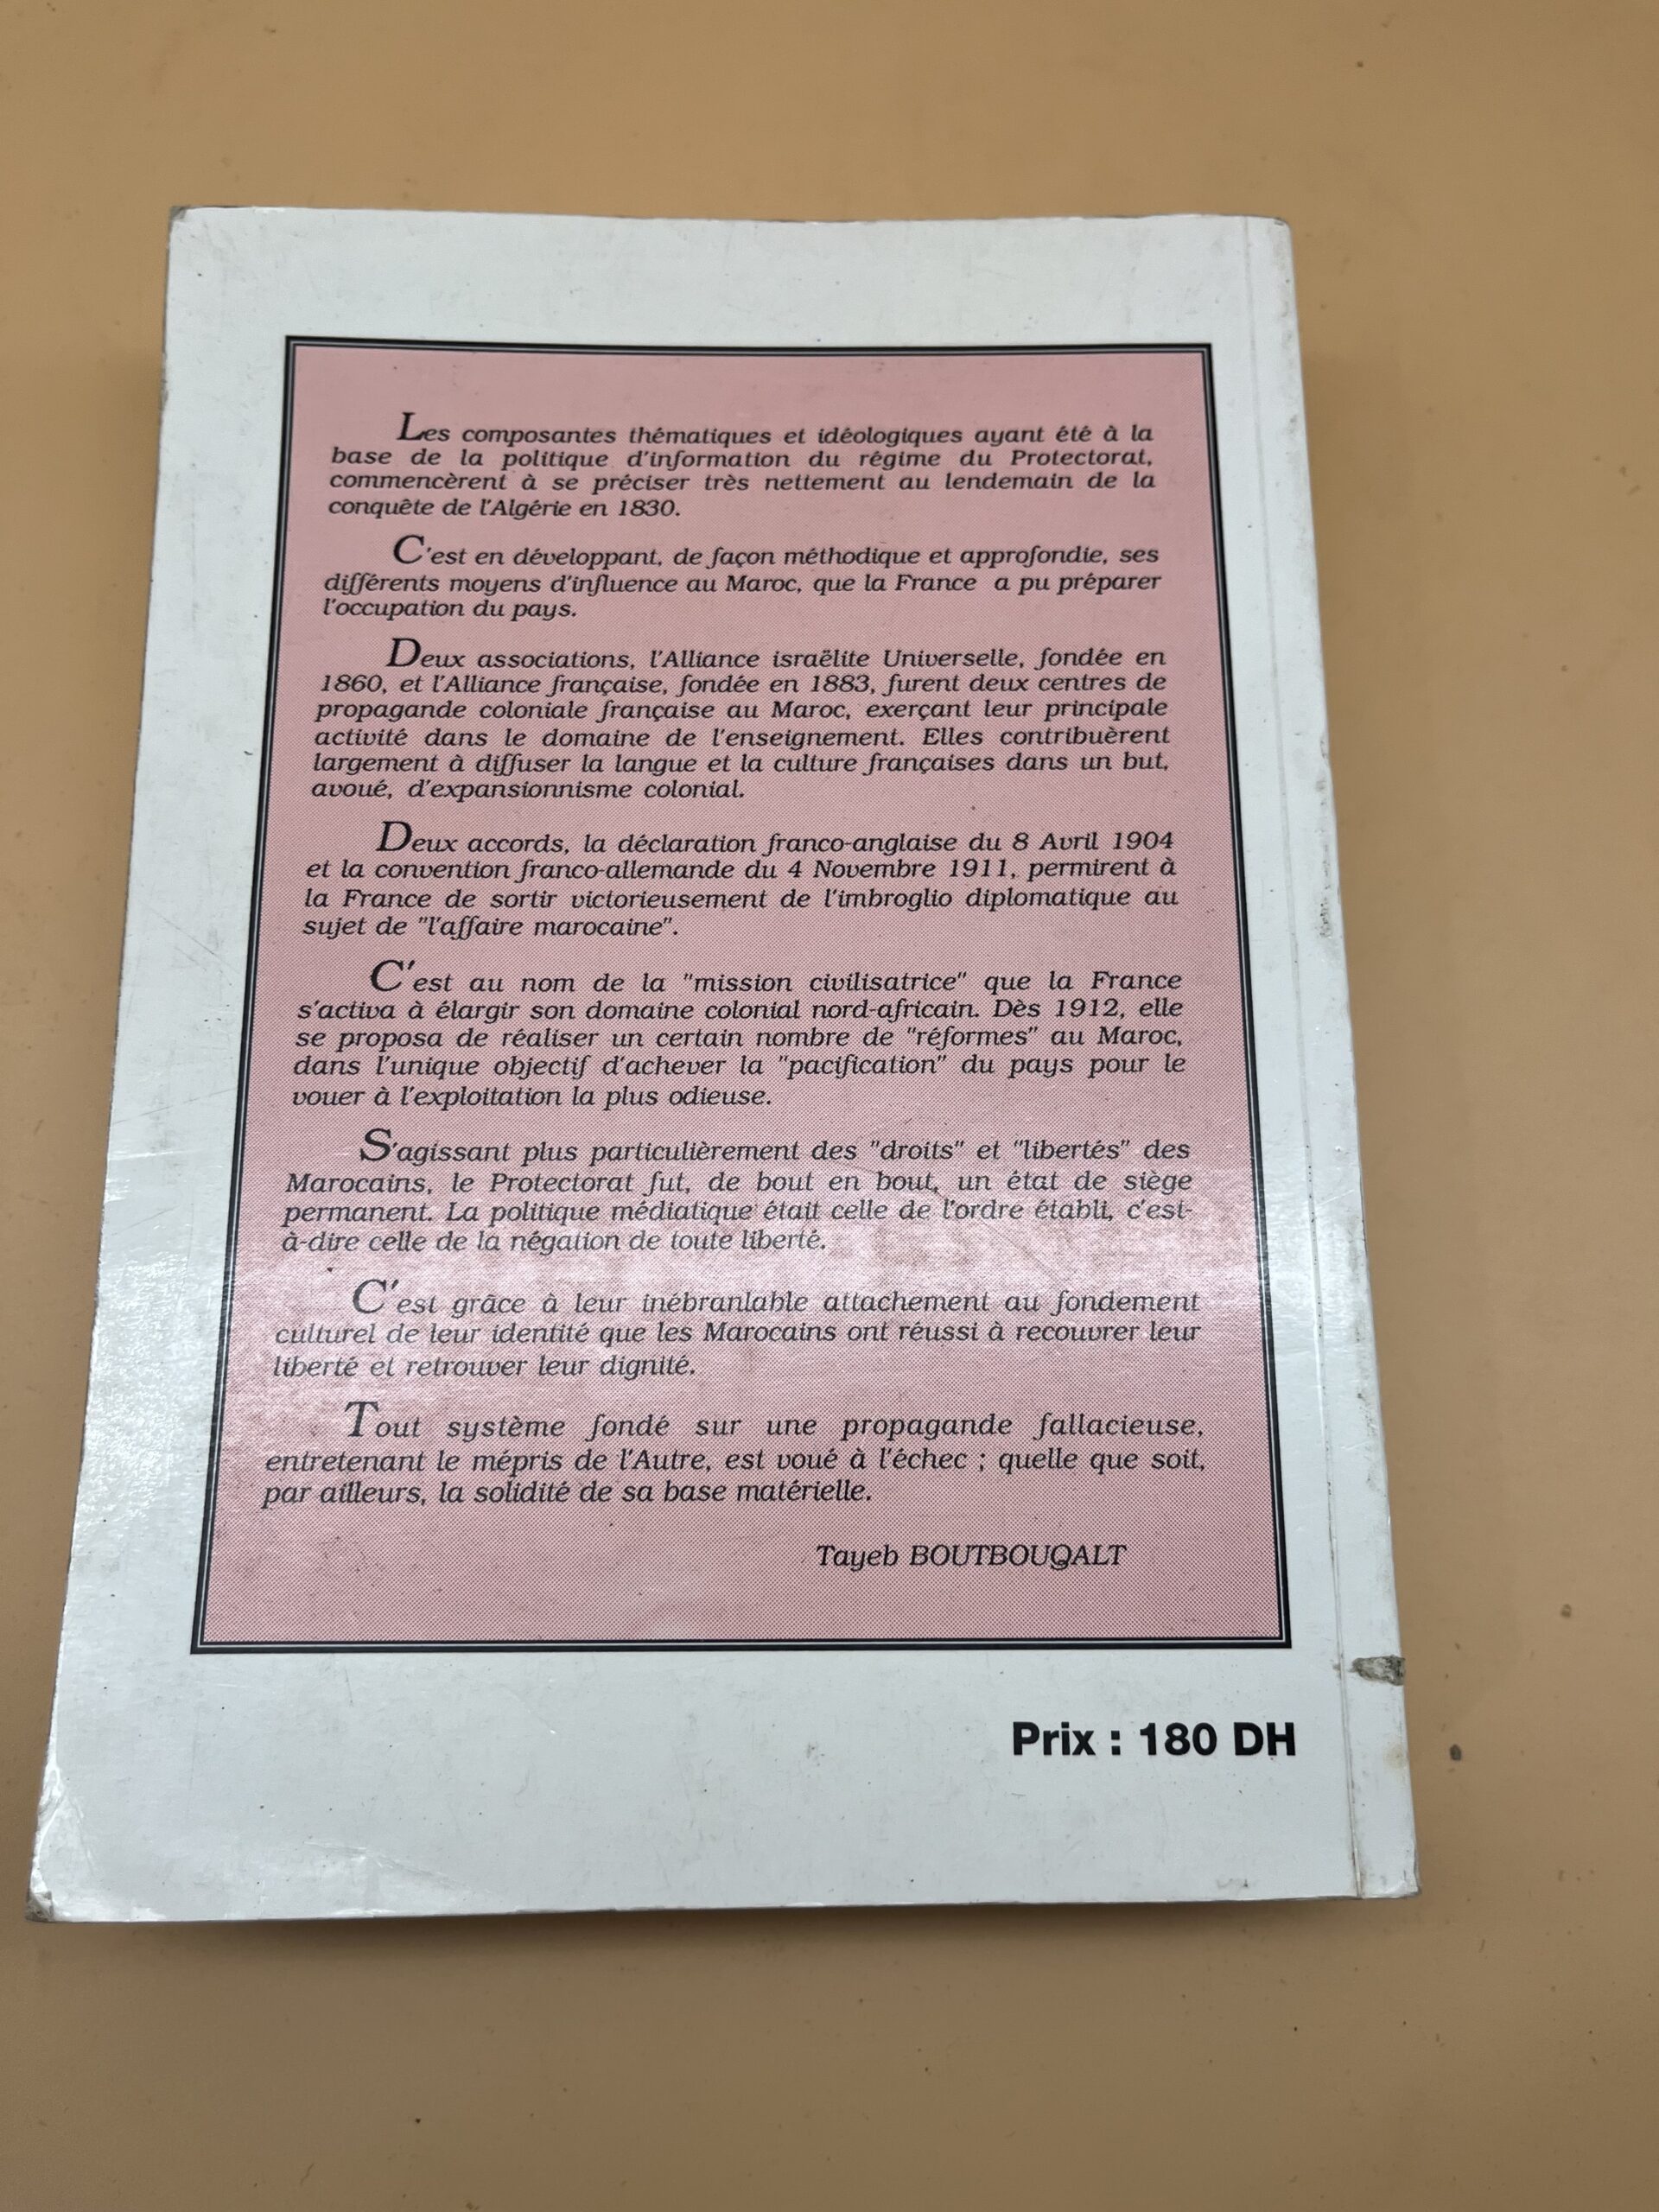 Les composantes thématiques et idéologiques ayant été à la
base de la politique d'information du régime du Protectorat,
commencèrent à se préciser très nettement au lendemain de la
conquête de l'Algérie en 1830.
C'est en développant, de façon méthodique et approfondie, ses
différents moyens d'influence au Maroc, que la France a pu préparer
l'occupation du pays.
Deux associations, l'Alliance israëlite Universelle, fondée en
1860, et l'Alliance française, fondée en 1883, furent deux centres de
propagande coloniale française au Maroc, exerçant leur principale
activité dans le domaine de l'enseignement. Elles contribuèrent
largement à diffuser la langue et la culture françaises dans un but,
avoué, d'expansionnisme colonial.
Deux accords, la déclaration franco-anglaise du 8 Avril 1904
et la convention franco-allemande du 4 Novembre 1911, permirent à
la France de sortir victorieusement de l'imbroglio diplomatique au
sujet de "l'affaire marocaine".
C'est au nom de la "mission civilisatrice" que la France
s'activa à élargir son domaine colonial nord-africain. Dès 1912, elle
se proposa de réaliser un certain nombre de "réformes" au Maroc,
dans l'unique objectif d'achever la "pacification" du pays pour le
vouer à l'exploitation la plus odieuse.
S'agissant plus particulièrement des "droits" et "libertés" des
Marocains, le Protectorat fut, de bout en bout, un état de siège
permanent. La politique médiatique était celle de l'ordre établi, c'est-
à-dire celle de la négation de toute liberté.
C'est grâce à leur inébranlable attachement au fondement
culturel de leur identité que les Marocains ont réussi à recouvrer leur
liberté et retrouver leur dignité.
Tout système fondé sur une propagande fallacieuse,
entretenant le mépris de l'Autre, est voué à l'échec ; quelle que soit,
par ailleurs, la solidité de sa base matérielle.
Tayeb BOUTBOUQALT
Prix : 180 DH